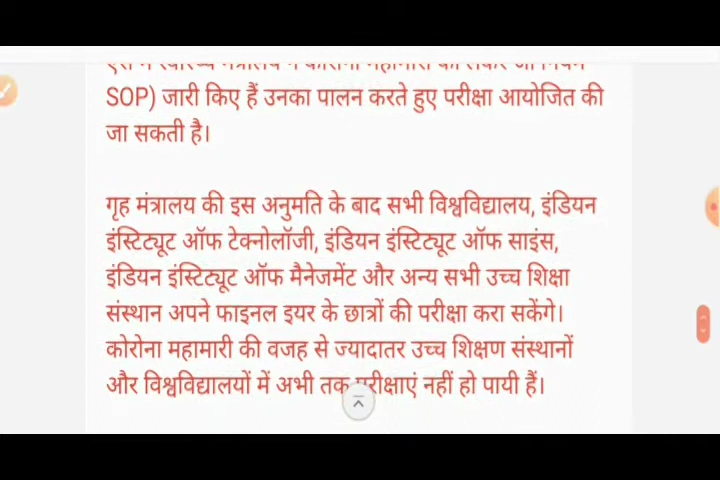 SOP) जारी किए हैं उनका पालन करते हुए परीक्षा आयोजित की
जा सकती है।
गृह मंत्रालय की इस अनुमति के बाद सभी विश्वविद्यालय, इंडियन
इंस्टिट्यूट ऑफ टेक्नोलॉजी, इंडियन इंस्टिट्यूट ऑफ साइंस,
इंडियन इंस्टिट्यूट ऑफ मैनेजमेंट और अन्य सभी उच्च शिक्षा
संस्थान अपने फाइनल इयर के छात्रों की परीक्षा करा सकेंगे।
कोरोना महामारी की वजह से ज्यादातर उच्च शिक्षण संस्थानों
और विश्वविद्यालयों में अभी तक परीक्षाएं नहीं हो पायी हैं।